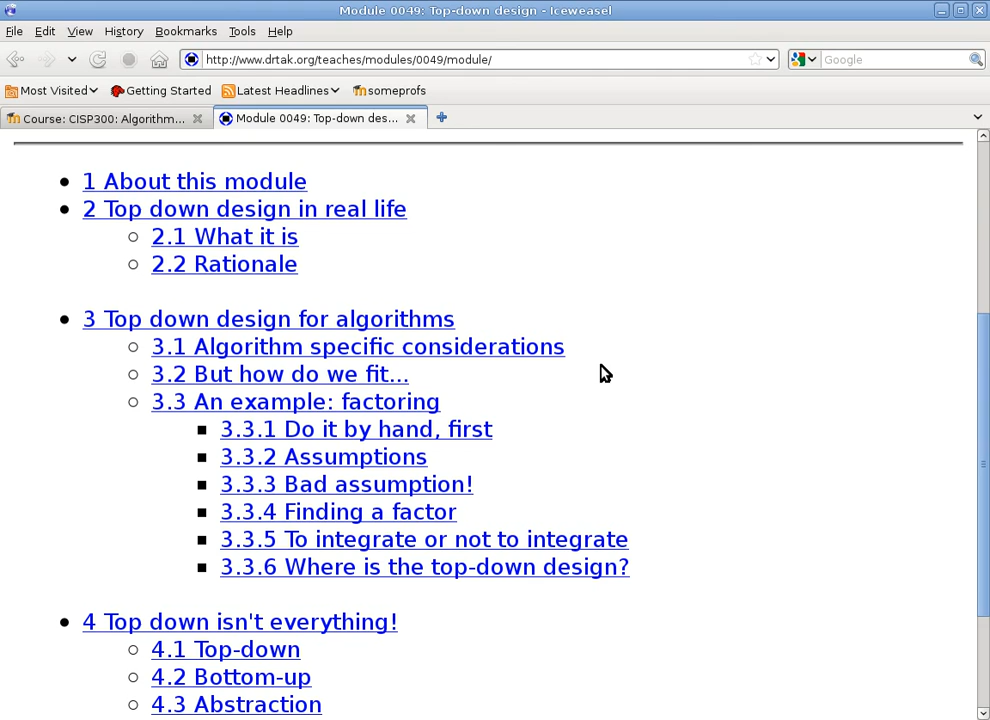 Module 0049: Top-down design - Iceweasel
File Edit View History Bookmarks Tools Help
http://www.drtak.org/teaches/modules/0049/module/ Google
Most Visited Getting Started Latest Headlines someprofs
Course: CISP300: Algorithm... Module 0049: Top-down des...
1 About this module
2 Top down design in real life
2.1 What it is
2.2 Rationale
3 Top down design for algorithms
3.1 Algorithm specific considerations
3.2 But how do we fit...
3.3 An example: factoring
3.3.1 Do it by hand, first
3.3.2 Assumptions
3.3.3 Bad assumption!
3.3.4 Finding a factor
3.3.5 To integrate or not to integrate
3.3.6 Where is the top-down design?
4 Top down isn't everything!
4.1 Top-down
4.2 Bottom-up
4.3 Abstraction